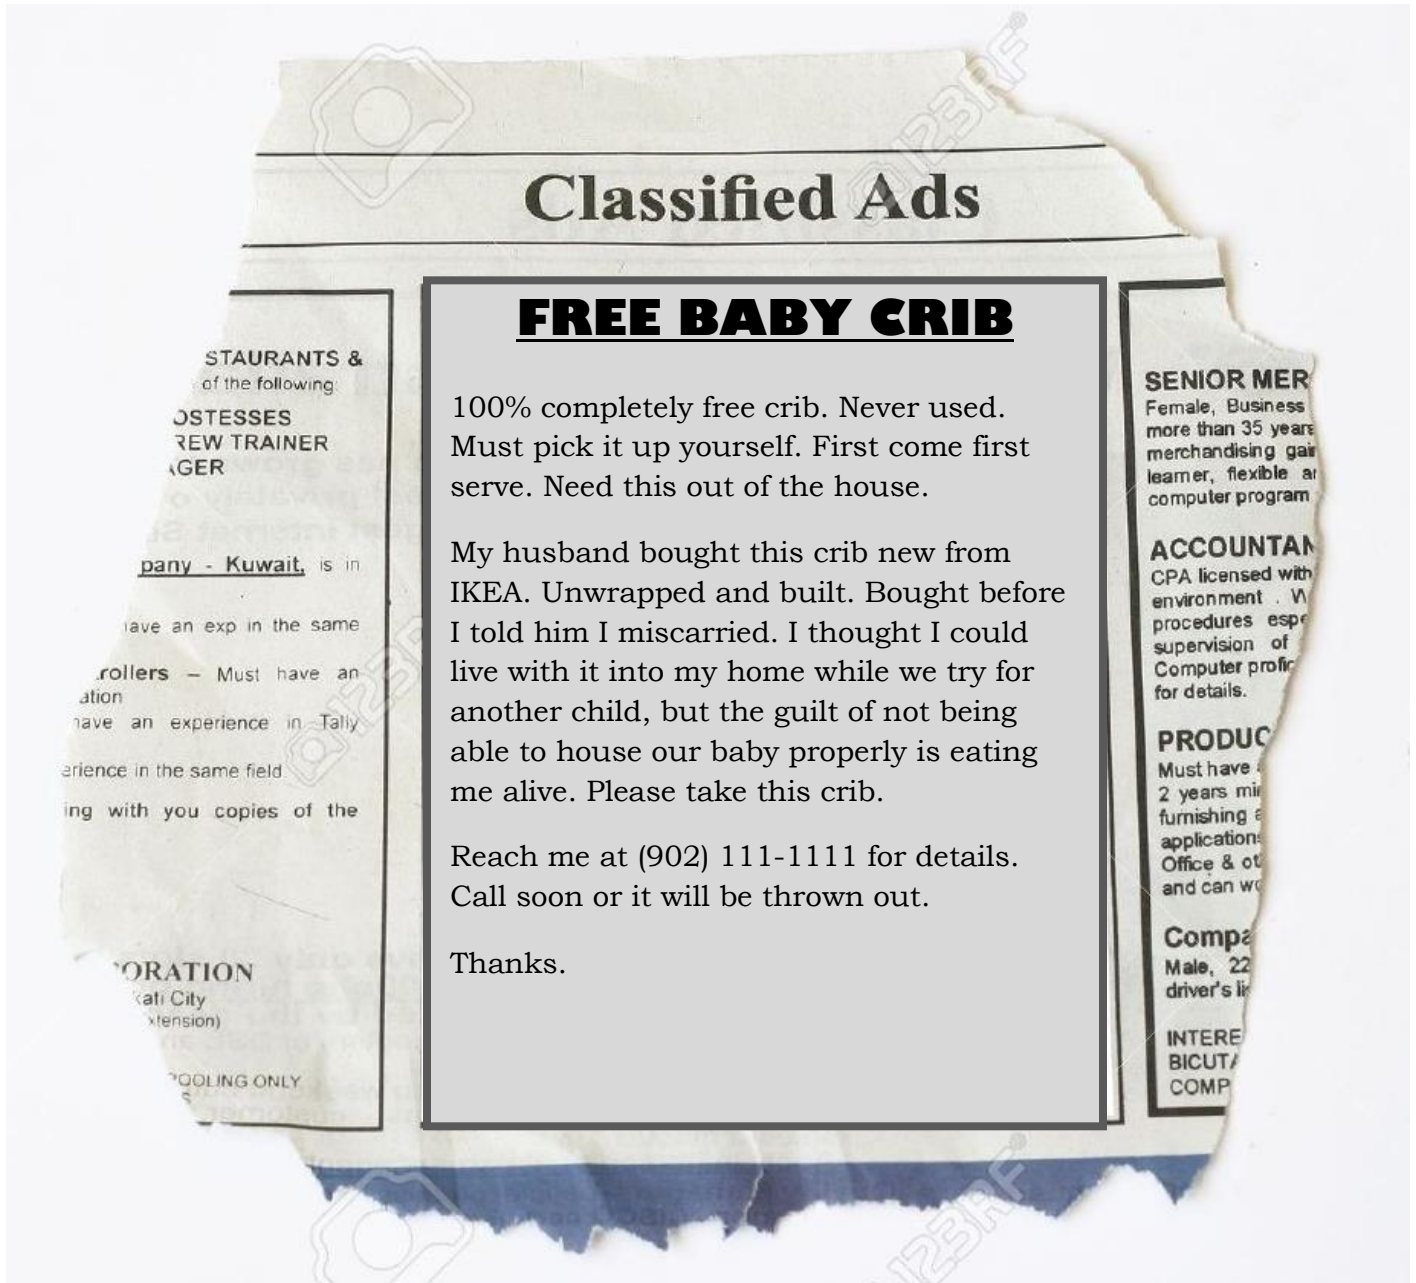 Classified Ads
STAURANTS &
of the following:
OSTESSES
REW TRAINER
AGER
pany - Kuwait, is in
ave an exp in the same
rollers – Must have an
ation
ave an experience in Tally
erience in the same field.
ing with you copies of the
ORATION
kati City
xtension)
POOLING ONLY
S
FREE BABY CRIB
100% completely free crib. Never used.
Must pick it up yourself. First come first
serve. Need this out of the house.
My husband bought this crib new from
IKEA. Unwrapped and built. Bought before
I told him I miscarried. I thought I could
live with it into my home while we try for
another child, but the guilt of not being
able to house our baby properly is eating
me alive. Please take this crib.
Reach me at (902) 111-1111 for details.
Call soon or it will be thrown out.
Thanks.
SENIOR MER
Female, Business
more than 35 years
merchandising gai
learner, flexible a
computer program
ACCOUNTAN
CPA licensed with
environment . W
procedures espe
supervision of
Computer profic
for details.
PRODUC
Must have
2 years mi
furnishing
application
Office & ot
and can wo
Compa
Male, 22
driver's li
INTERE
BICUTA
COMP
123RF
123RF
123RF